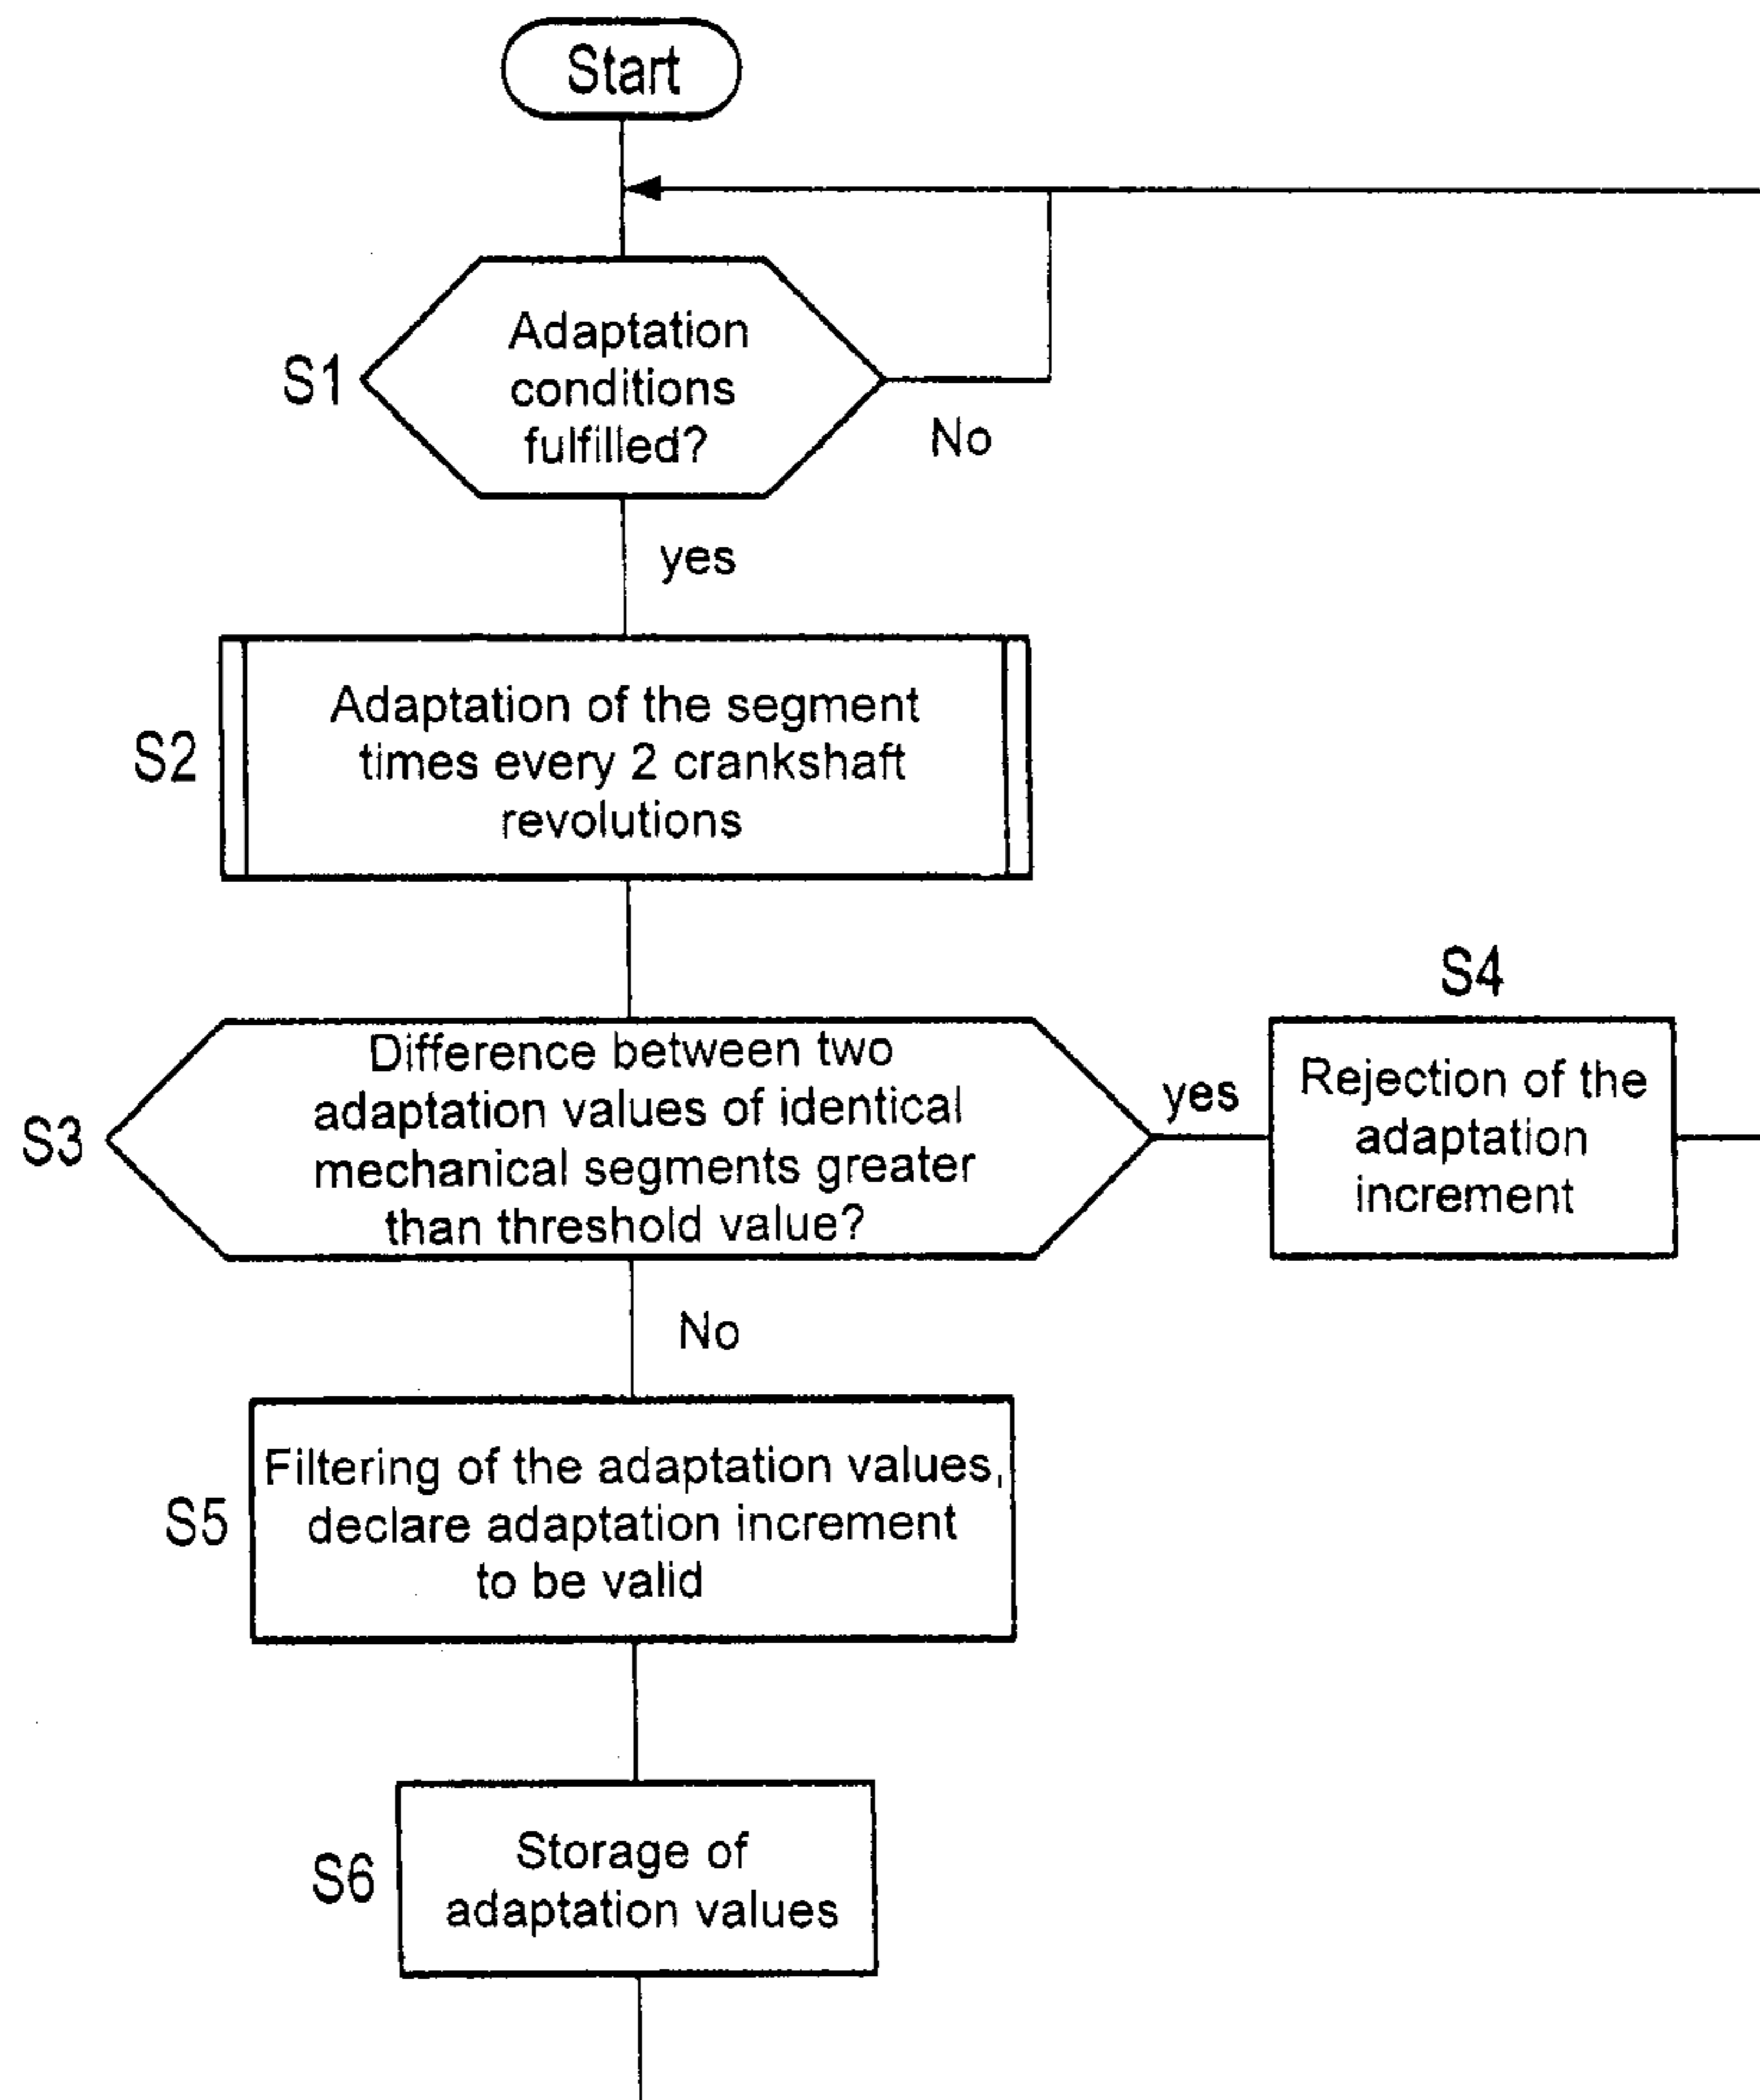 Start
S1
Adaptation
conditions
fulfilled?
No
yes
S2
Adaptation of the segment
times every 2 crankshaft
revolutions
S3
Difference between two
adaptation values of identical
mechanical segments greater
than threshold value?
yes
S4
Rejection of the
adaptation
increment
No
S5
Filtering of the adaptation values,
declare adaptation increment
to be valid
S6
Storage of
adaptation values